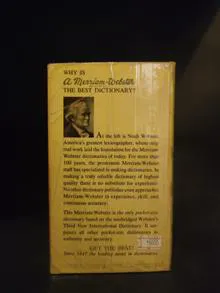 WHY IS
A Merriam-Webster
THE BEST DICTIONARY?
At the left is Noah Webster,
America's greatest lexicographer, whose orig-
inal work laid the foundation for the Merriam-
Webster dictionaries of today. For more than
100 years, the permanent Merriam-Webster
staff has specialized in making dictionaries. In
making a truly reliable dictionary of highest
quality there is no substitute for experience.
No other dictionary publisher even approaches
Merriam-Webster in experience, skill, and
continuous accuracy.
This Merriam-Webster is the only pocket-size
dictionary based on the unabridged Webster's
Third New International Dictionary. It sur-
passes all other pocket-size dictionaries in
authority and accuracy.
GET THE BEST!
Since 1847 the leading name in dictionaries